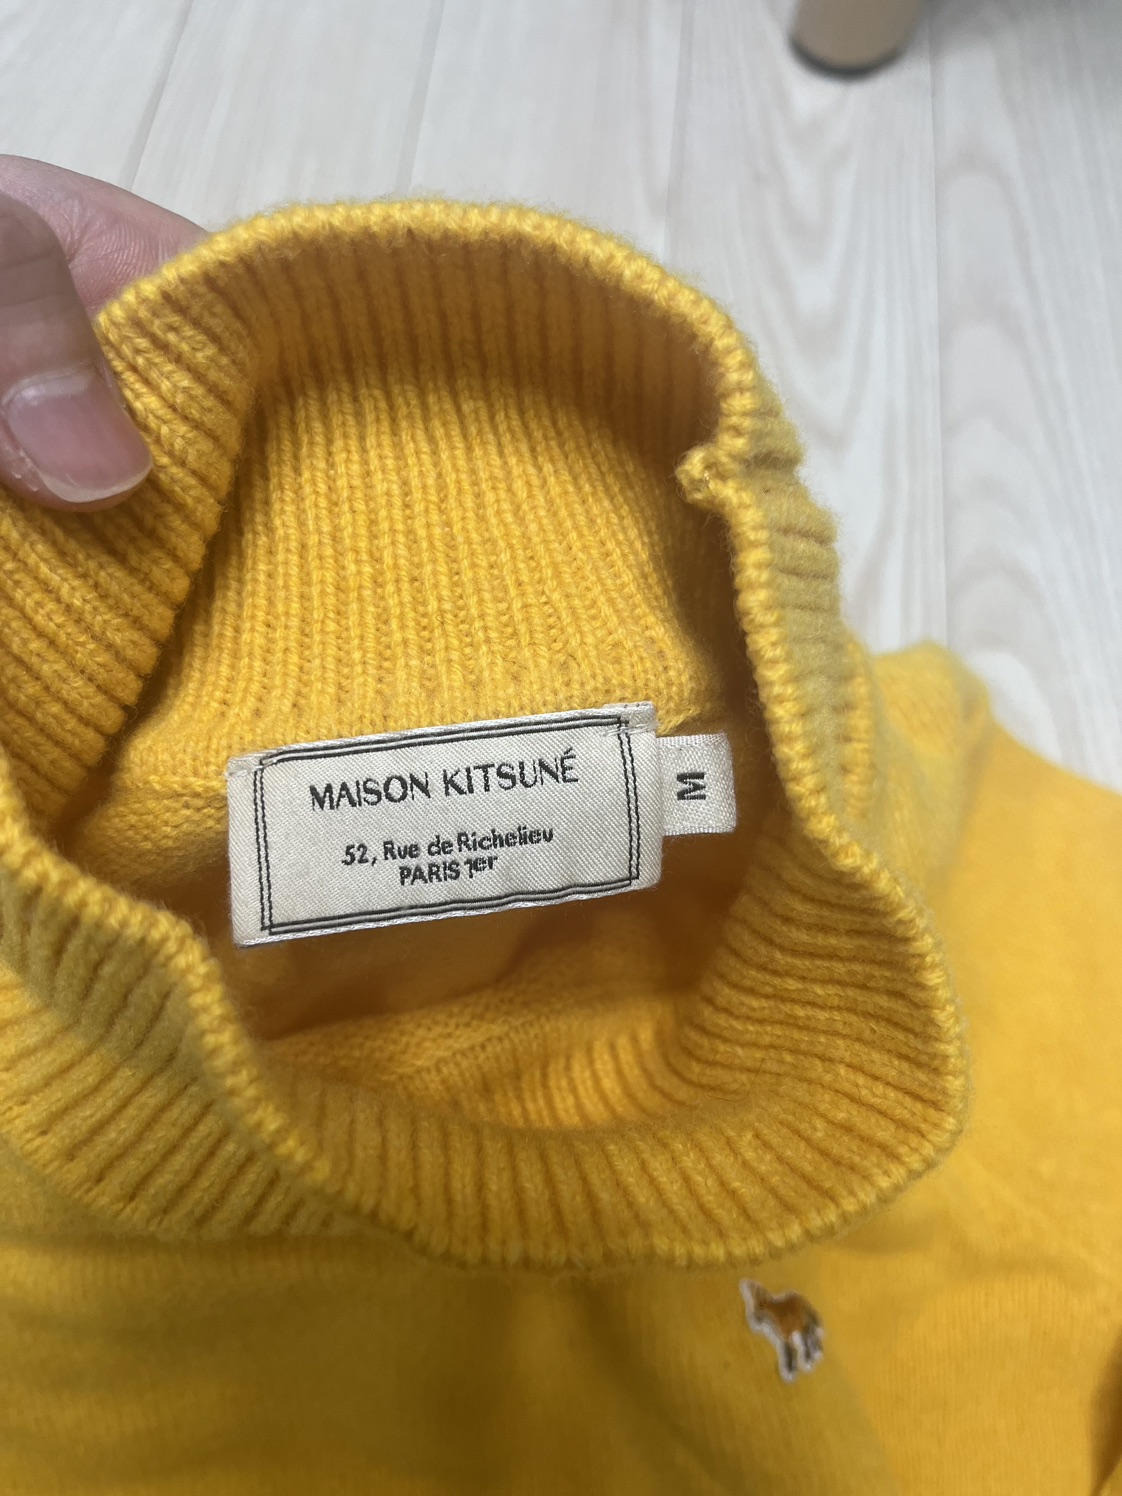 MAISON KITSUNÉ
52, Rue de Richelieu
PARIS 1er
M